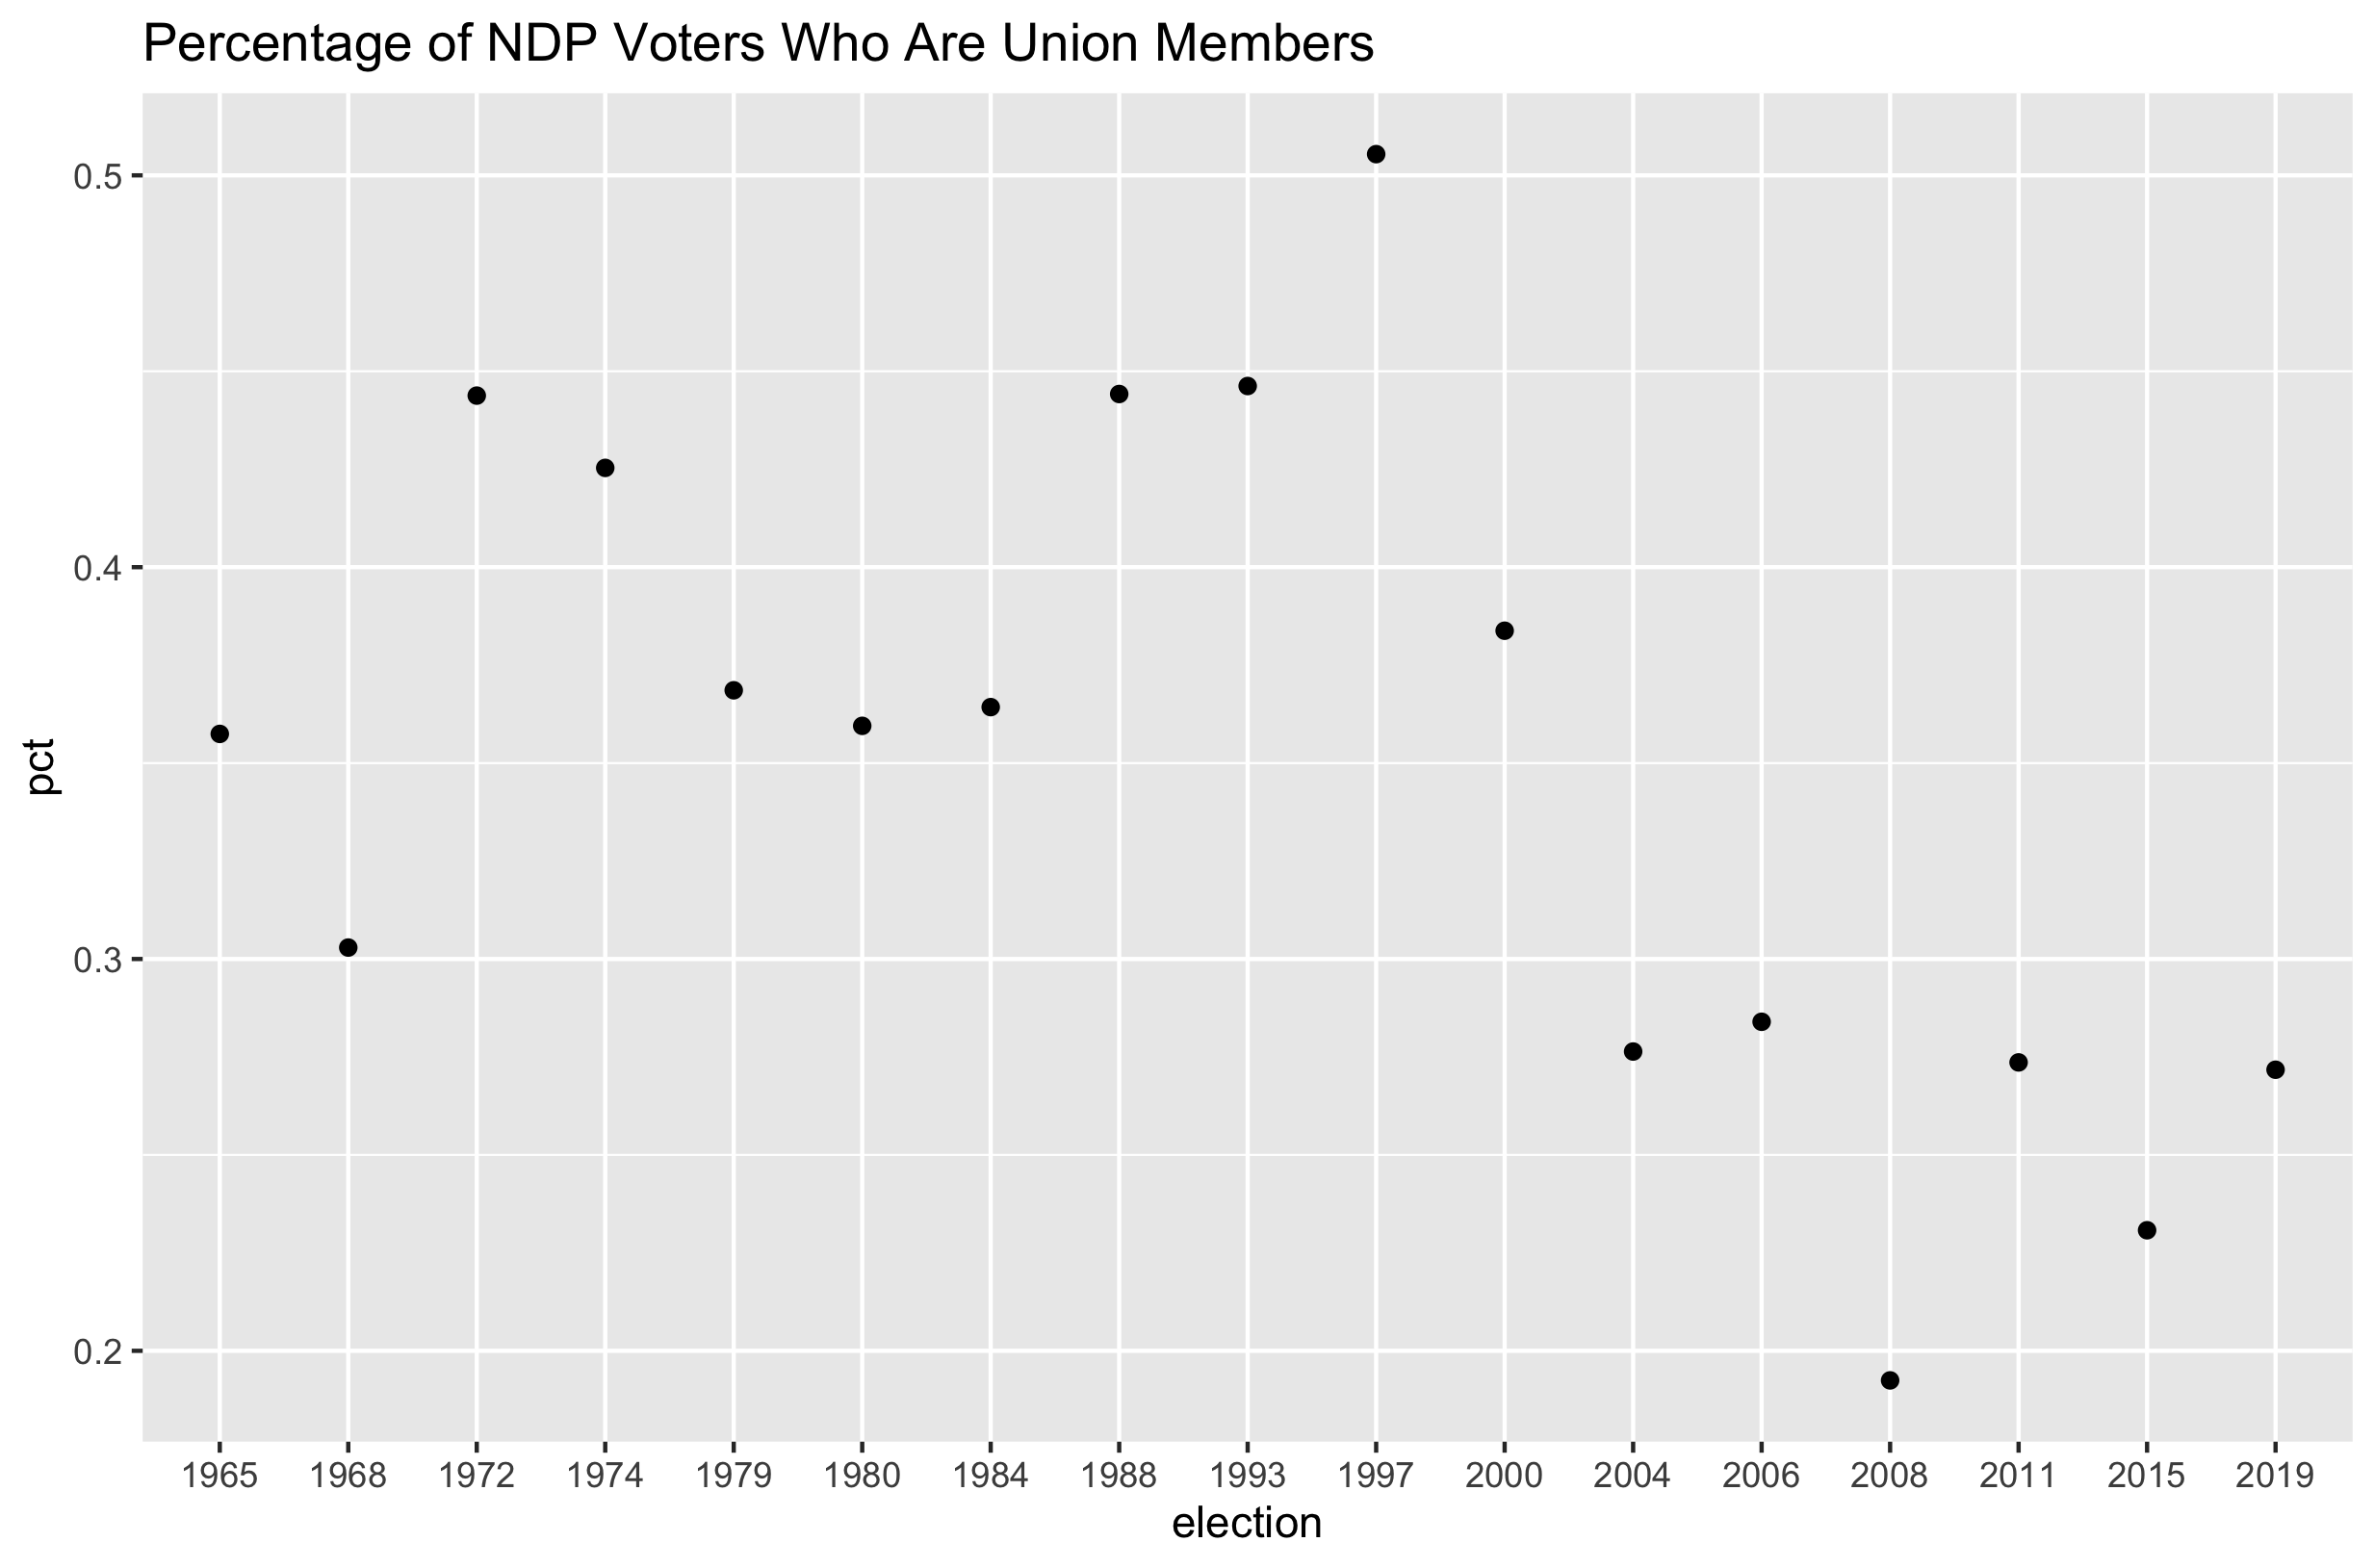 Percentage of NDP Voters Who Are Union Members
0.5
0.4
0.3
0.2
pct
1965 1968 1972 1974 1979 1980 1984 1988 1993 1997 2000 2004 2006 2008 2011 2015 2019
election